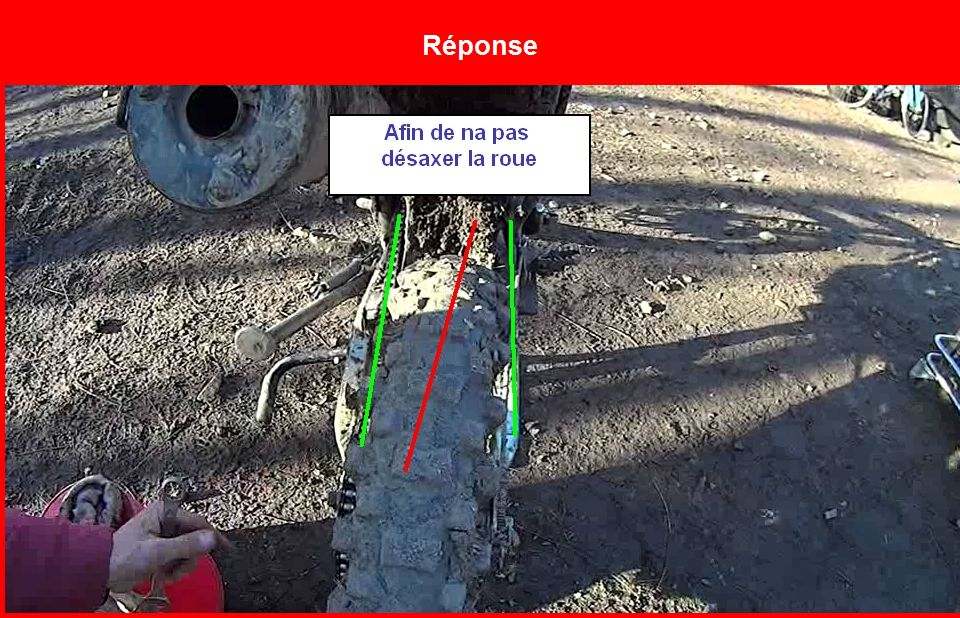 Réponse
Afin de na pas
désaxer la roue